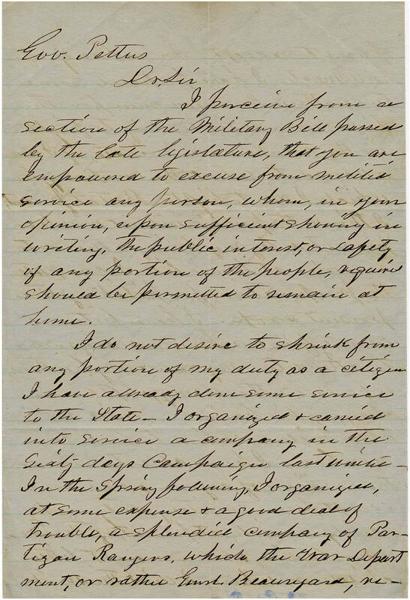 Gov. Pettus
Dr. Sir
I perceive from a
section of the Military Bill passed
by the late legislature, that you are
empowered to excuse from militia
service any person, whom, in your
opinion, upon sufficient showing in
writing, the public interest, or safety
of any portion of the people, require
should be permitted to remain at
home.
I do not desire to shrink from
any portion of my duty as a citizen
I have already done some service
to the State - I organized & carried
into service a company in the
Sixty days Campaign last winter -
In the Spring following, I organized,
at some expense & a good deal of
trouble, a splendid company of Par-
tizan Rangers, which the War Depart
ment, or rather Genl. Beauregard, re-